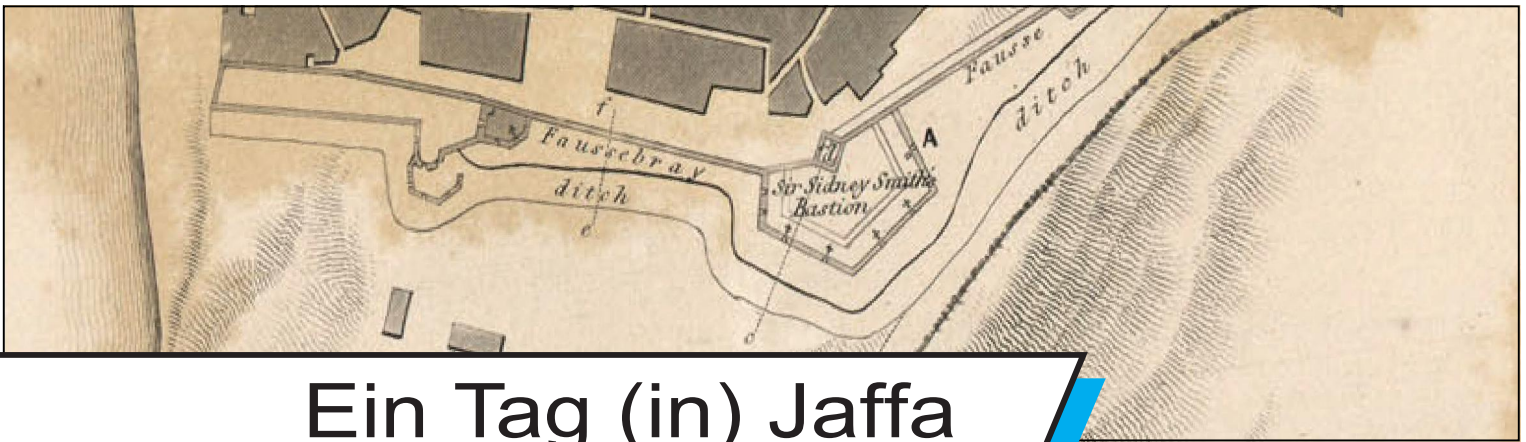 Fausse
ditch
f
Faussebray
ditch
e
d
A
Sir Sidney Smith's
Bastion
c
Ein Tag (in) Jaffa